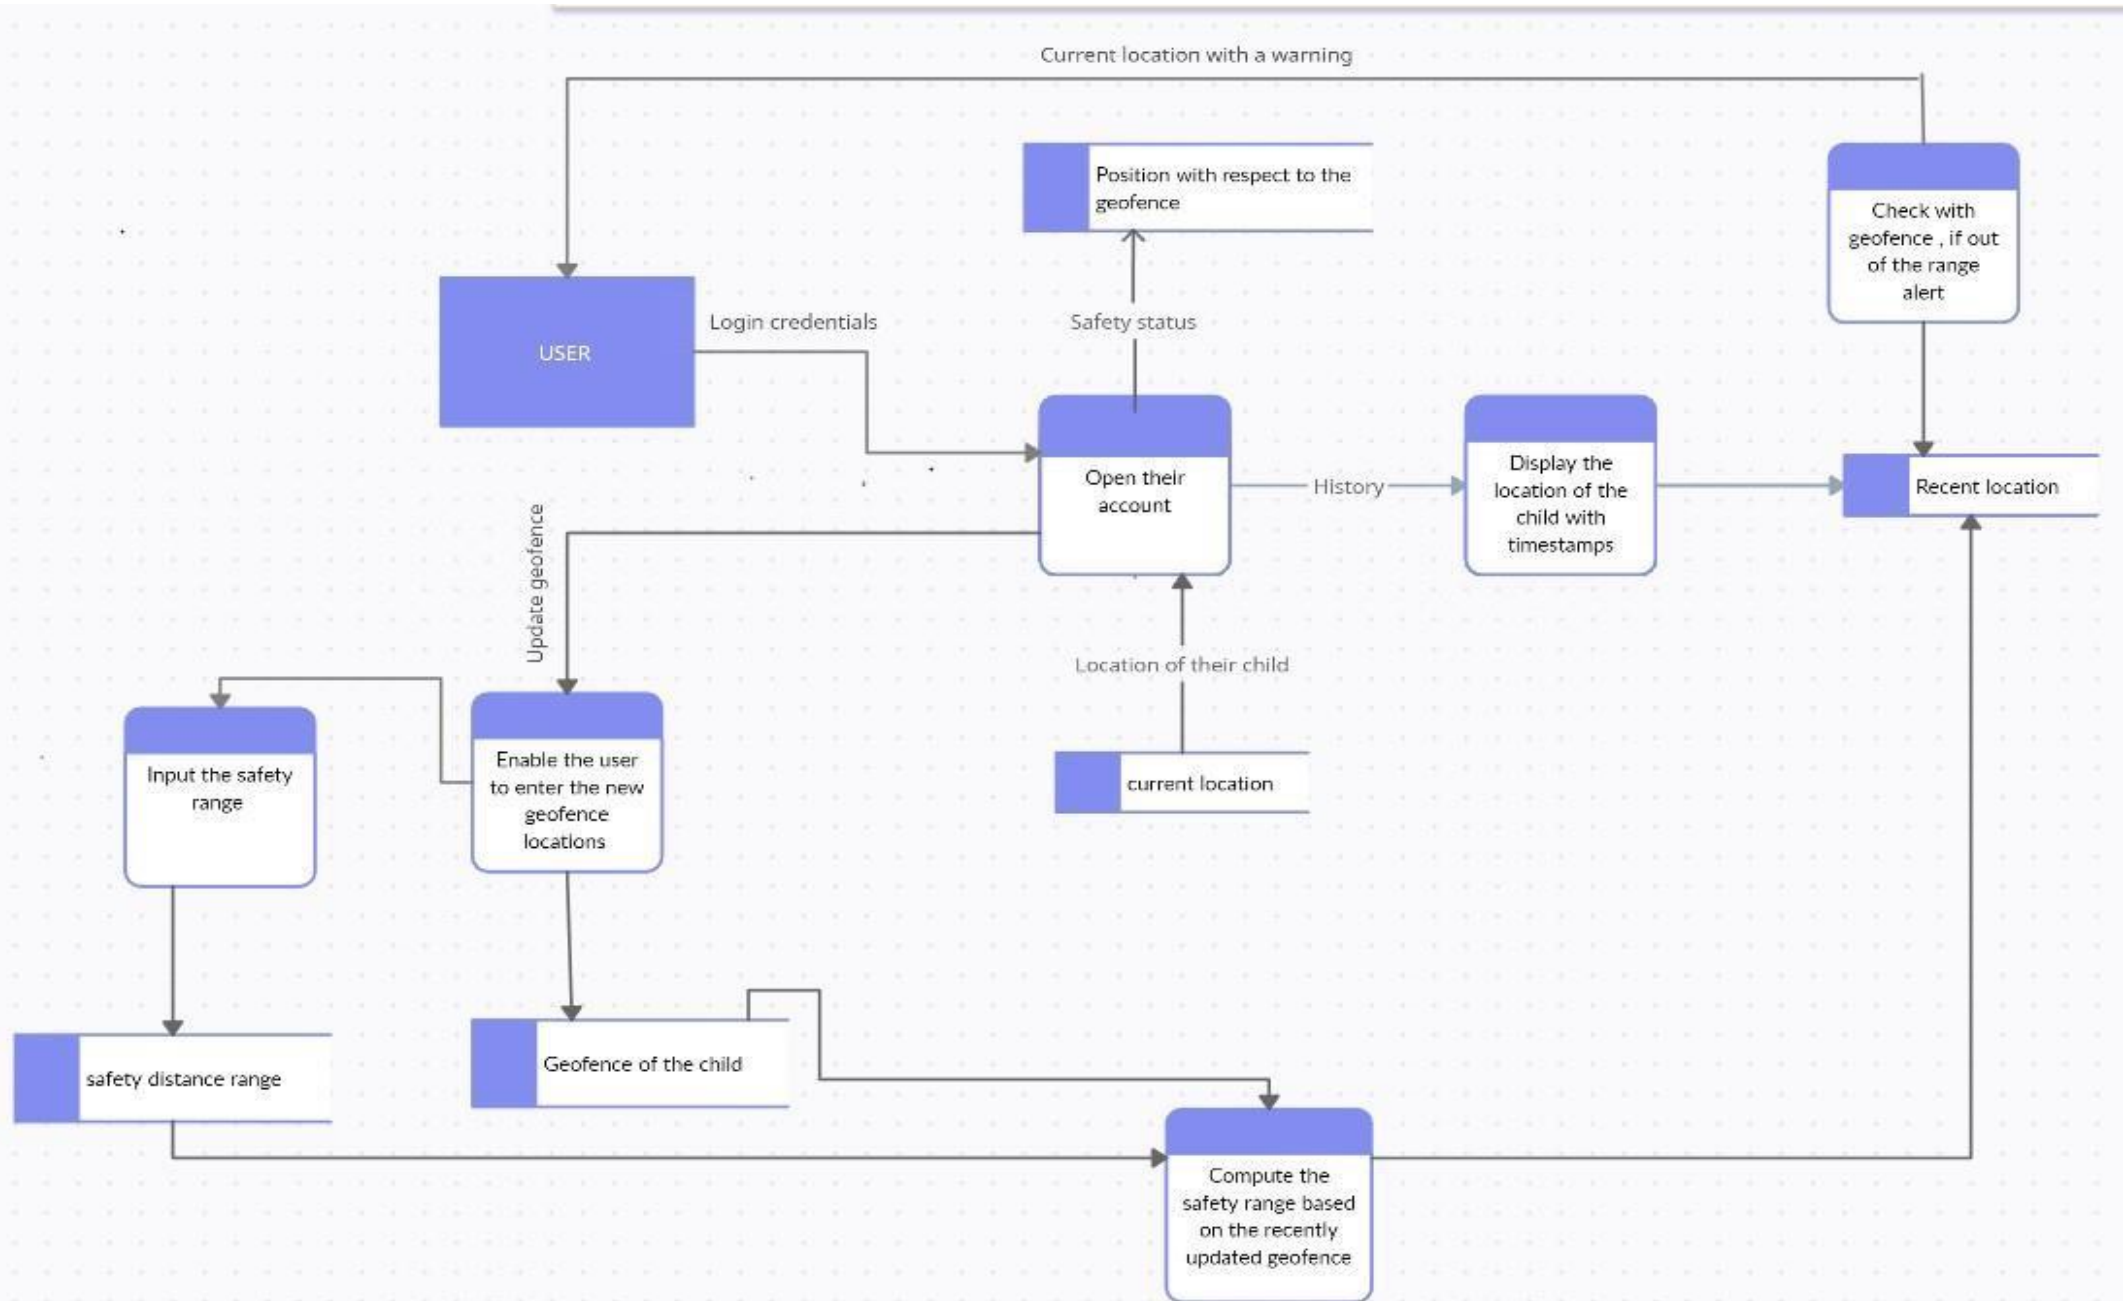 Current location with a warning
Position with respect to the
geofence
Check with
geofence , if out
of the range
alert
USER
Login credentials
Safety status
Open their
account
History
Display the
location of the
child with
timestamps
Recent location
Update geofence
Location of their child
Input the safety
range
Enable the user
to enter the new
geofence
locations
current location
safety distance range
Geofence of the child
Compute the
safety range based
on the recently
updated geofence